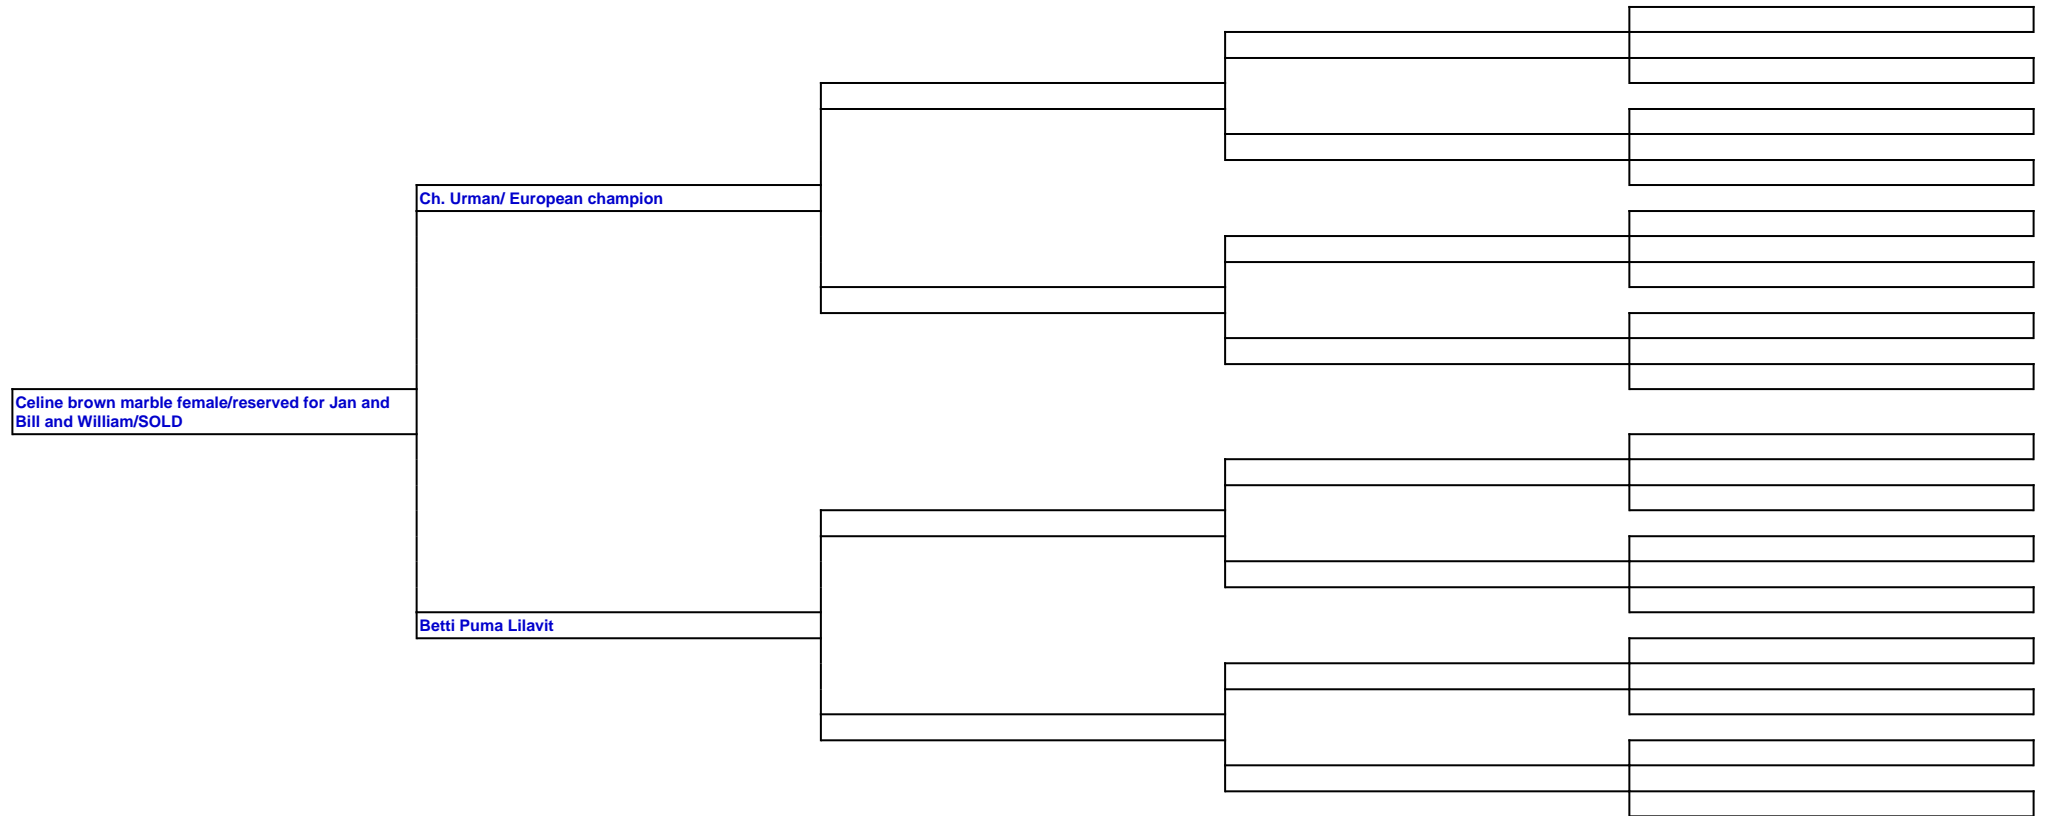 Ch. Urman/ European champion
Celine brown marble female/reserved for Jan and
Bill and William/SOLD
Betti Puma Lilavit